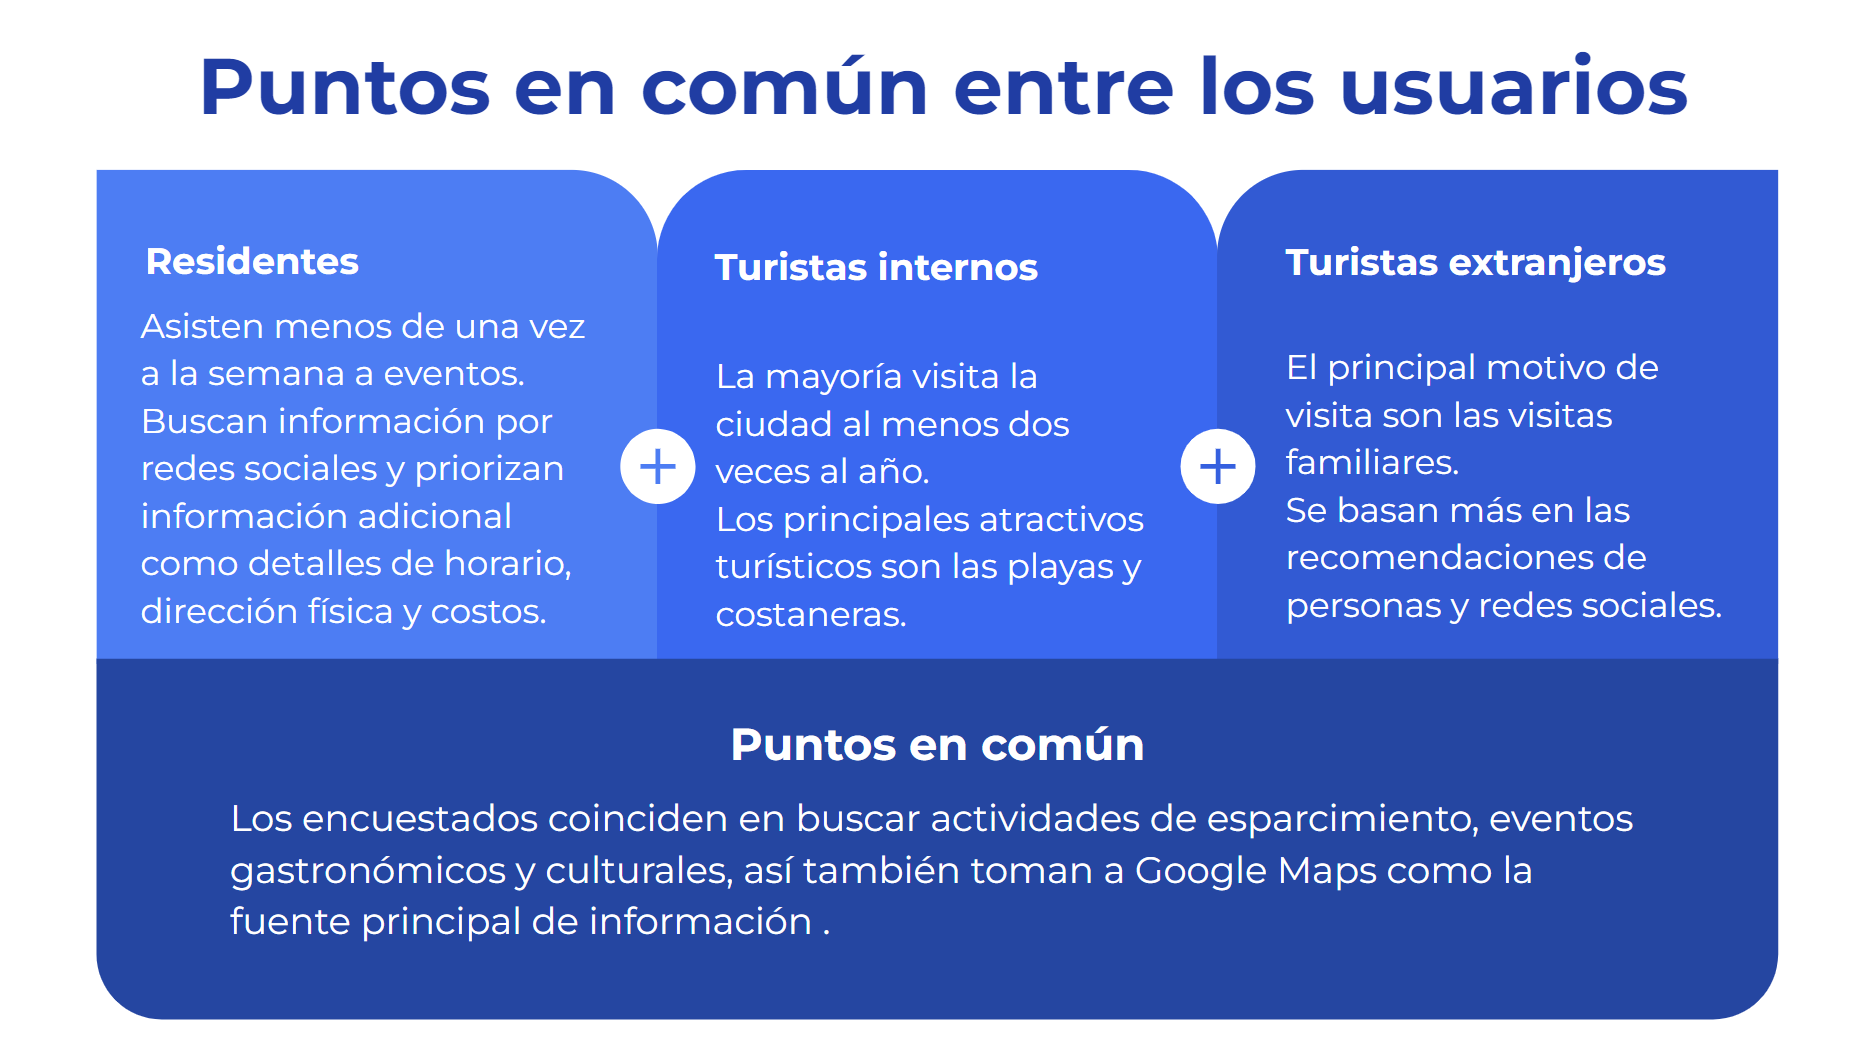 Puntos en común entre los usuarios
Residentes
Asisten menos de una vez
a la semana a eventos.
Buscan información por
redes sociales y priorizan
información adicional
como detalles de horario,
dirección física y costos.
Turistas internos
La mayoría visita la
ciudad al menos dos
veces al año.
Los principales atractivos
turísticos son las playas y
costaneras.
Turistas extranjeros
El principal motivo de
visita son las visitas
familiares.
Se basan más en las
recomendaciones de
personas y redes sociales.
Puntos en común
Los encuestados coinciden en buscar actividades de esparcimiento, eventos
gastronómicos y culturales, así también toman a Google Maps como la
fuente principal de información .